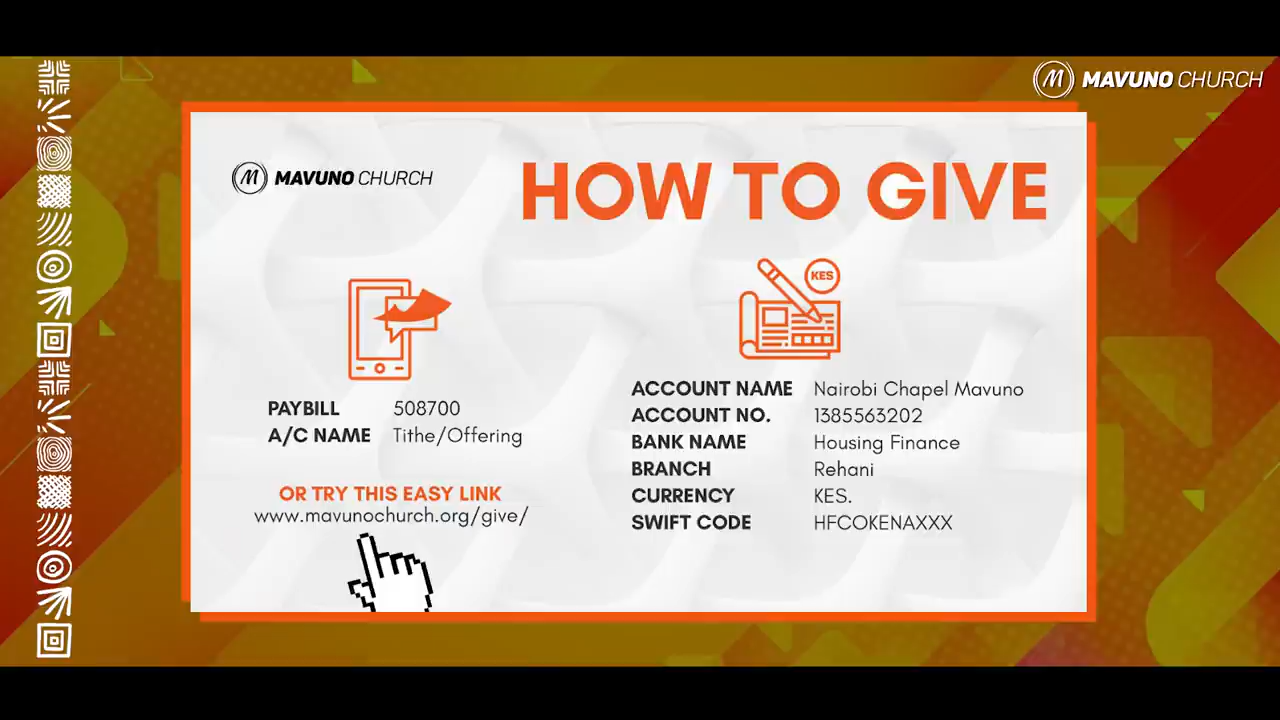 MAVUNO CHURCH
MAVUNO CHURCH
HOW TO GIVE
PAYBILL 508700
A/C NAME Tithe/Offering
OR TRY THIS EASY LINK
www.mavunochurch.org/give/
KES
ACCOUNT NAME Nairobi Chapel Mavuno
ACCOUNT NO. 1385563202
BANK NAME Housing Finance
BRANCH Rehani
CURRENCY KES.
SWIFT CODE HFCOKENAXXX